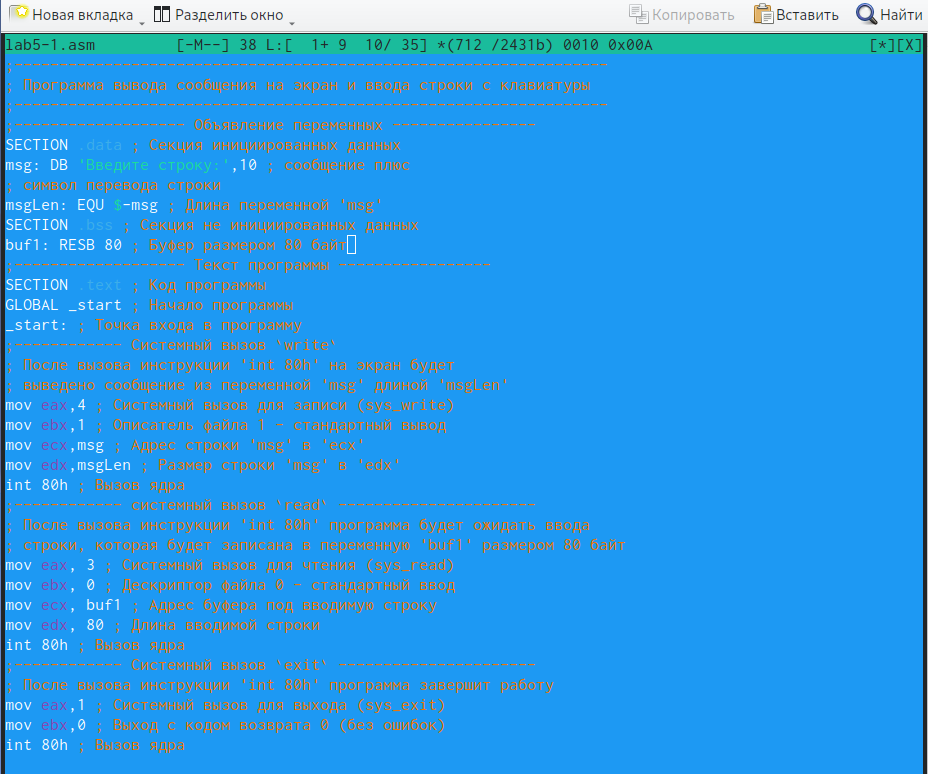 Новая вкладка Разделить окно Копировать Вставить Найти
lab5-1.asm [-M--] 38 L:[ 1+ 9 10/ 35] *(712 /2431b) 0010 0x00A [*][X]
;------------------------------------------------------------------
; Программа вывода сообщения на экран и ввода строки с клавиатуры
;------------------------------------------------------------------
;------------------- Объявление переменных ----------------
SECTION .data ; Секция инициированных данных
msg: DB 'Введите строку:',10 ; сообщение плюс
; символ перевода строки
msgLen: EQU $-msg ; Длина переменной 'msg'
SECTION .bss ; Секция не инициированных данных
buf1: RESB 80 ; Буфер размером 80 байт
;------------------- Текст программы -----------------
SECTION .text ; Код программы
GLOBAL _start ; Начало программы
_start: ; Точка входа в программу
;------------ Системный вызов `write`
; После вызова инструкции 'int 80h' на экран будет
; выведено сообщение из переменной 'msg' длиной 'msgLen'
mov eax,4 ; Системный вызов для записи (sys_write)
mov ebx,1 ; Описатель файла 1 - стандартный вывод
mov ecx,msg ; Адрес строки 'msg' в 'ecx'
mov edx,msgLen ; Размер строки 'msg' в 'edx'
int 80h ; Вызов ядра
;------------ системный вызов `read` ----------------------
; После вызова инструкции 'int 80h' программа будет ожидать ввода
; строки, которая будет записана в переменную 'buf1' размером 80 байт
mov eax, 3 ; Системный вызов для чтения (sys_read)
mov ebx, 0 ; Дескриптор файла 0 - стандартный ввод
mov ecx, buf1 ; Адрес буфера под вводимую строку
mov edx, 80 ; Длина вводимой строки
int 80h ; Вызов ядра
;------------ Системный вызов `exit` ----------------------
; После вызова инструкции 'int 80h' программа завершит работу
mov eax,1 ; Системный вызов для выхода (sys_exit)
mov ebx,0 ; Выход с кодом возврата 0 (без ошибок)
int 80h ; Вызов ядра